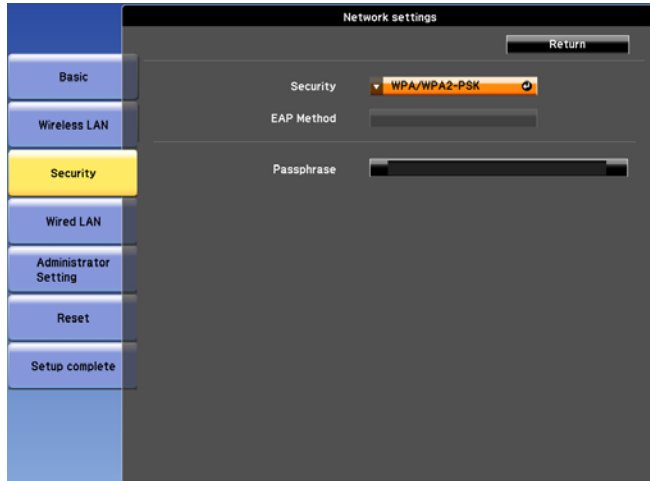 Network settings
Return
Basic
Wireless LAN
Security
Wired LAN
Administrator
Setting
Reset
Setup complete
Security
WPA/WPA2-PSK
EAP Method
Passphrase